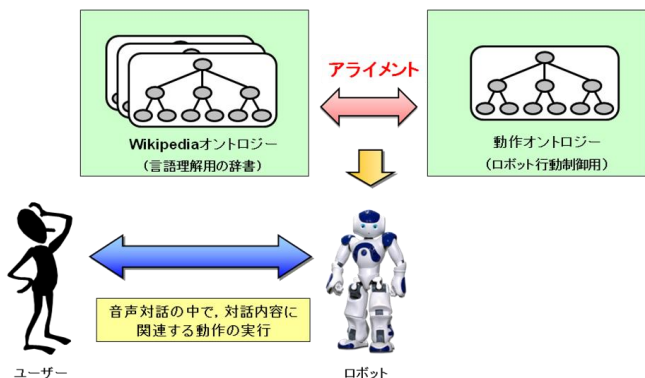 アライメント
Wikipediaオントロジー
（言語理解用の辞書）
動作オントロジー
（ロボット行動制御用）
音声対話の中で，対話内容に
関連する動作の実行
ユーザー
ロボット